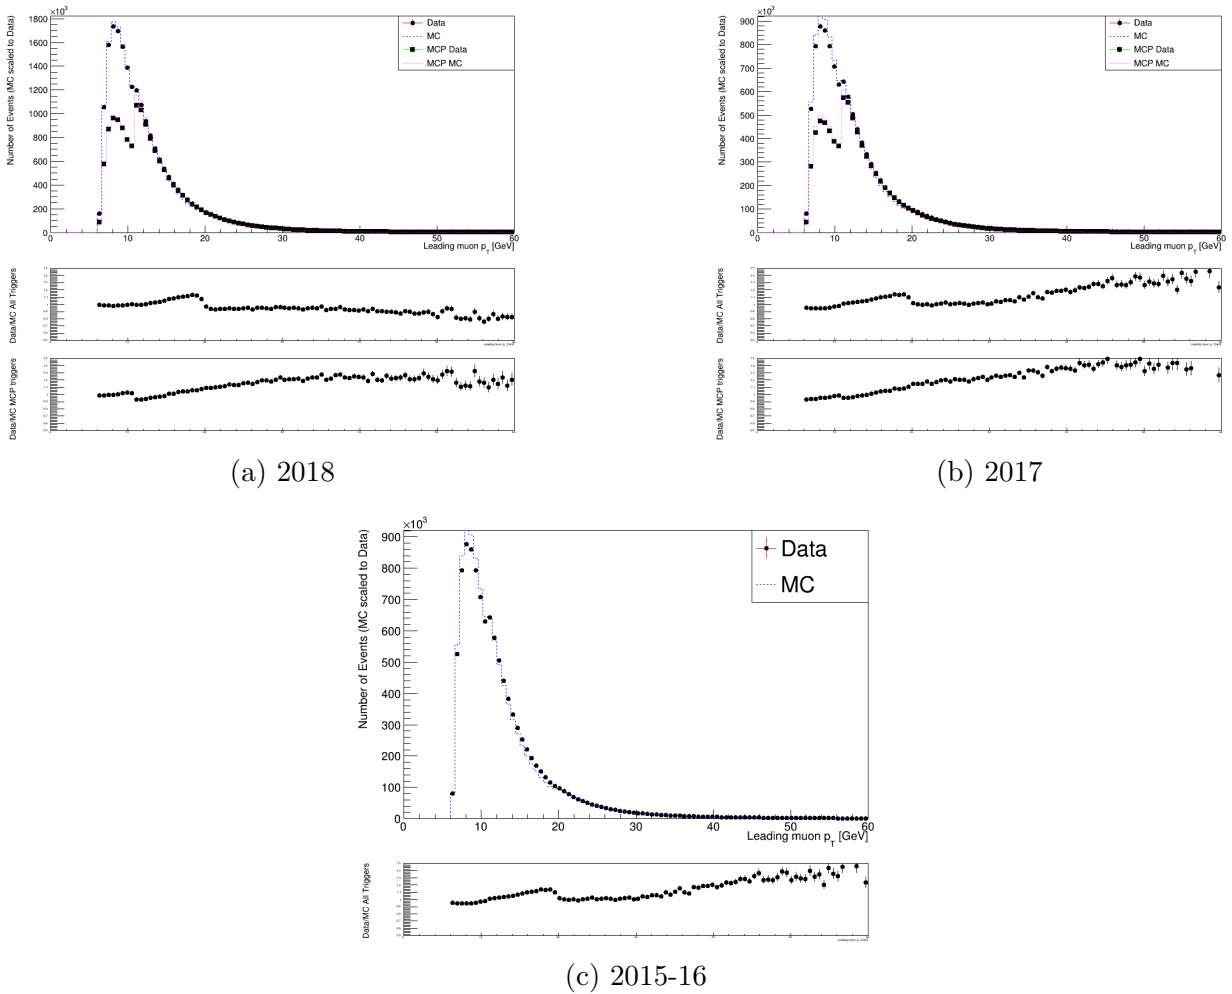 ×10³
Number of Events (MC scaled to Data)
1800
1600
1400
1200
1000
800
600
400
200
0
Data
MC
MCP Data
MCP MC
0 10 20 30 40 50 60
Leading muon p_T [GeV]
Data/MC All Triggers
Data/MC MCP triggers
(a) 2018
×10³
Number of Events (MC scaled to Data)
900
800
700
600
500
400
300
200
100
0
Data
MC
MCP Data
MCP MC
0 10 20 30 40 50 60
Leading muon p_T [GeV]
Data/MC All Triggers
Data/MC MCP triggers
(b) 2017
×10³
Number of Events (MC scaled to Data)
900
800
700
600
500
400
300
200
100
0
Data
MC
0 10 20 30 40 50 60
Leading muon p_T [GeV]
Data/MC All Triggers
(c) 2015-16